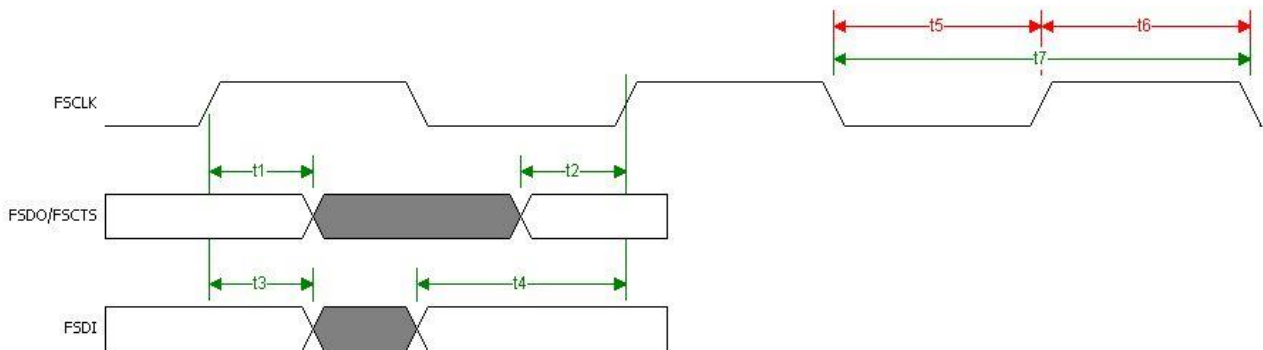 t5
t6
t7
FSCLK
t1
t2
FSDO/FSCTS
t3
t4
FSDI